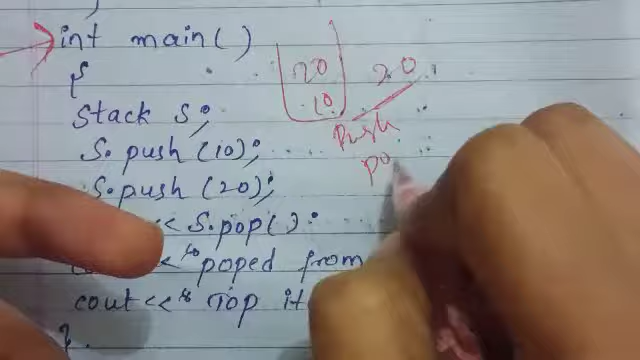 int main()
{
Stack S;
S.push (10);
S.push (20);
< S.pop();
<< "poped from
cout << " Top it
}
20
10
20
Push
po